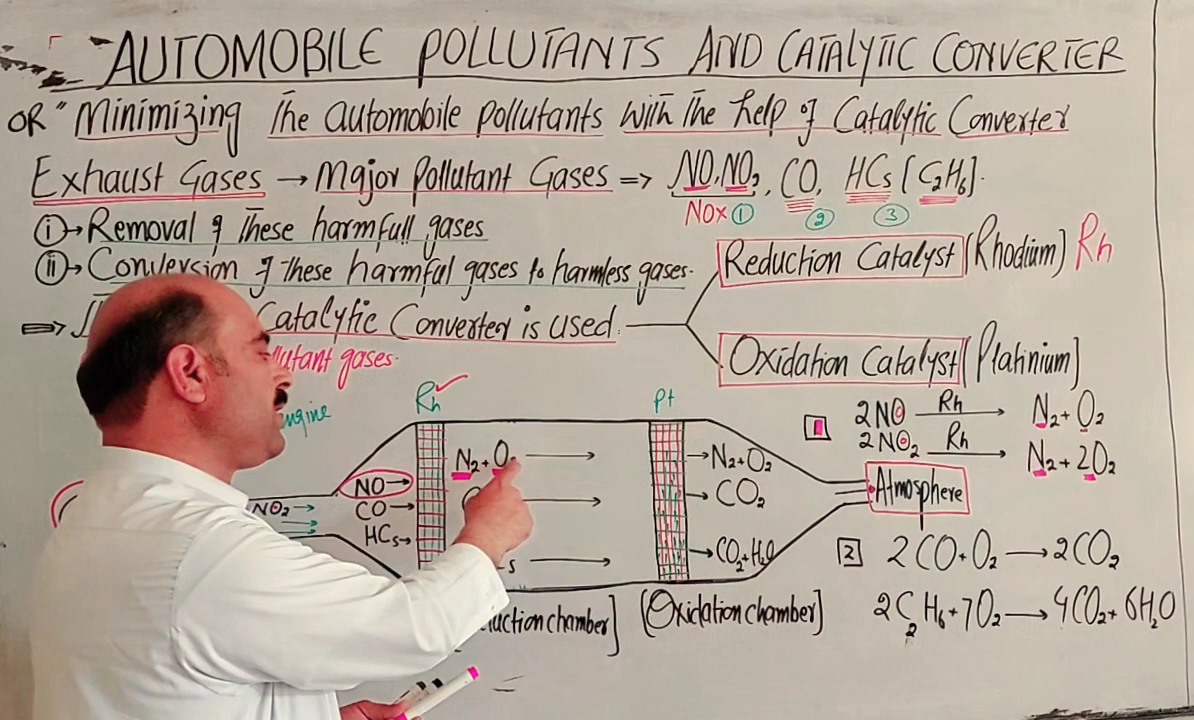 AUTOMOBILE POLLUTANTS AND CATALYTIC CONVERTER
OR "Minimizing The automobile pollutants with The help of Catalytic Converter
Exhaust Gases → Major Pollutant Gases => NO, NO2, CO, HCs [C2H6].
NOx ① ② ③
(i)→ Removal of These harmfull gases
(ii)→ Conversion of These harmful gases to harmless gases.
Reduction Catalyst (Rhodium) Rh
Catalytic Converter is used.
Oxidation Catalyst (Platinium)
gases.
Rh ✓
Pt
1 2NO Rh → N2+O2
2NO2 Rh → N2+2O2
N2+O2 →
→ N2+O2
NO →
NO2 →
CO →
→ CO2
Atmosphere
HCs →
→ CO2+H2O
2 2CO+O2 → 2CO2
2C2H6+7O2 → 4CO2+6H2O
chamber]
(Oxidation chamber]